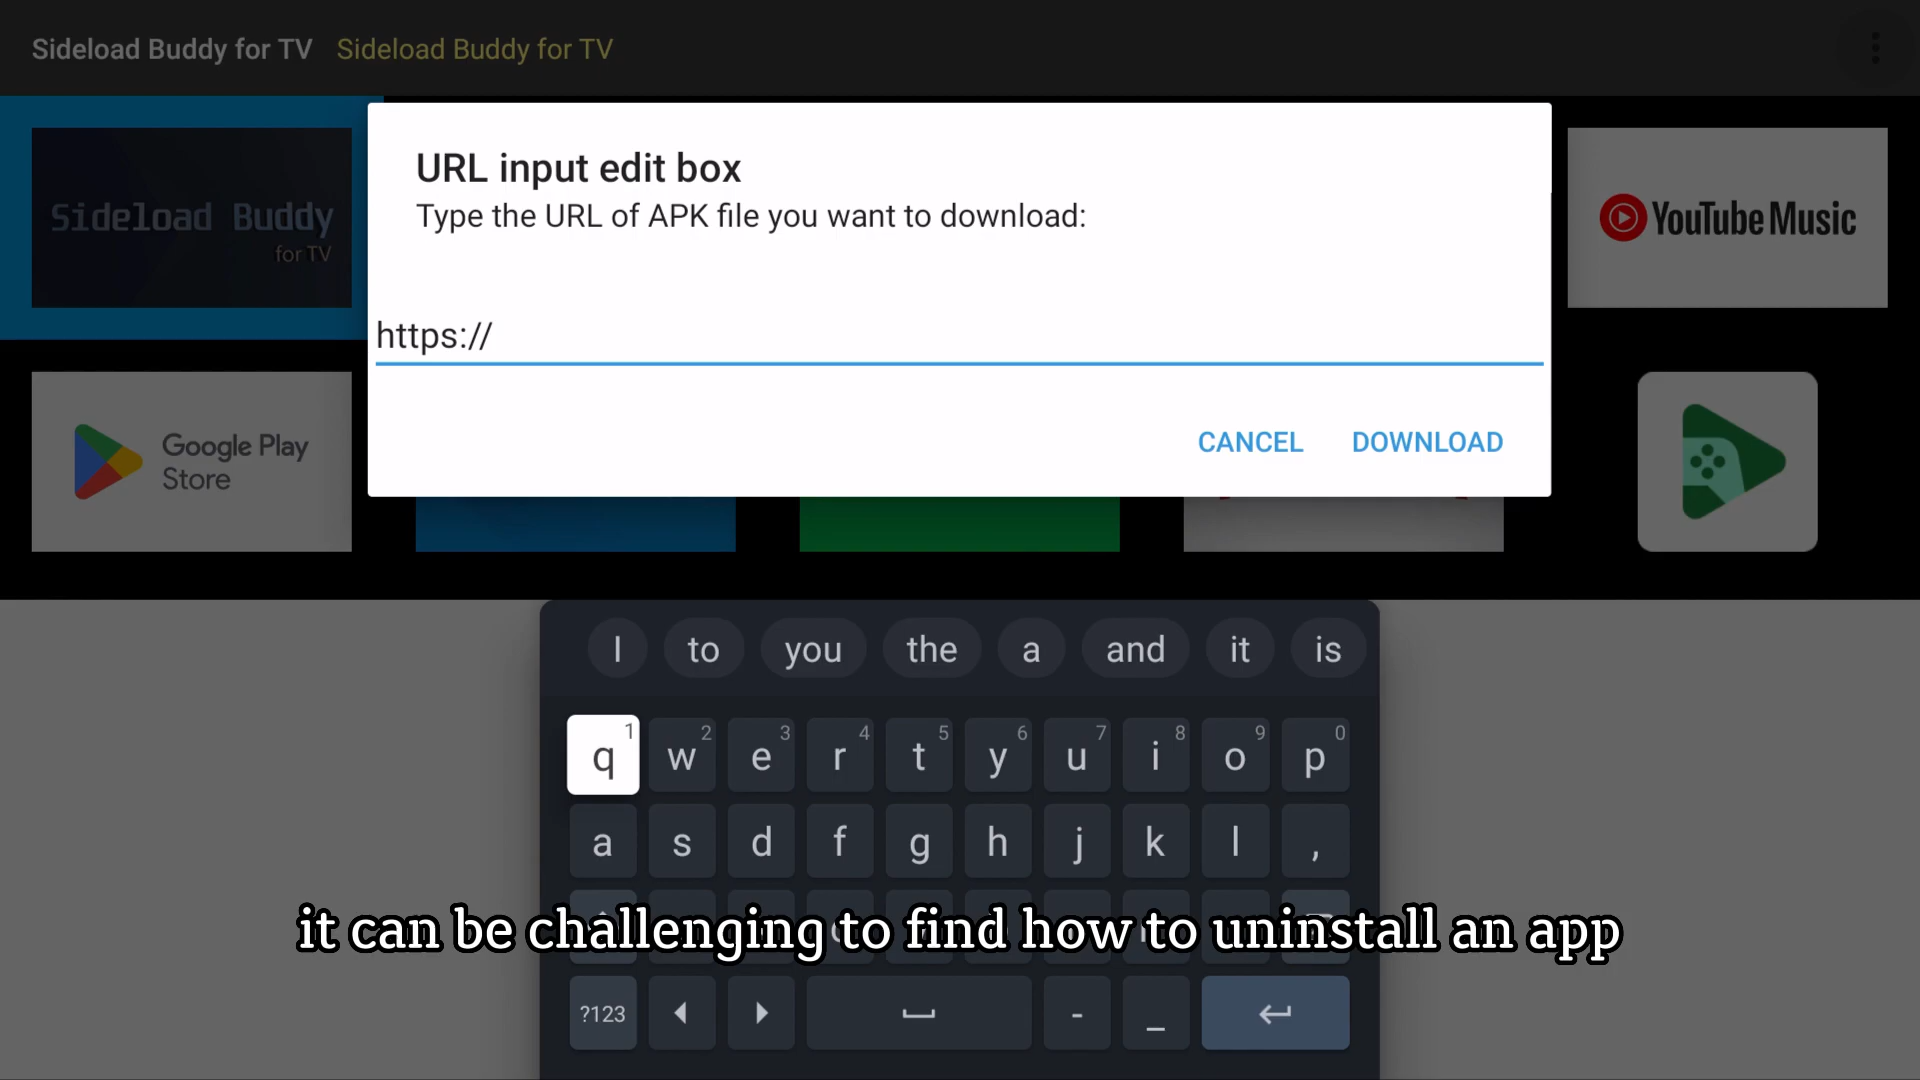 Sideload Buddy for TV Sideload Buddy for TV
Sideload Buddy
for TV
URL input edit box
Type the URL of APK file you want to download:
https://
CANCEL DOWNLOAD
YouTube Music
Google Play
Store
I to you the a and it is
q 1 w 2 e 3 r 4 t 5 y 6 u 7 i 8 o 9 p 0
a s d f g h j k l ,
it can be challenging to find how to uninstall an app
?123 - _